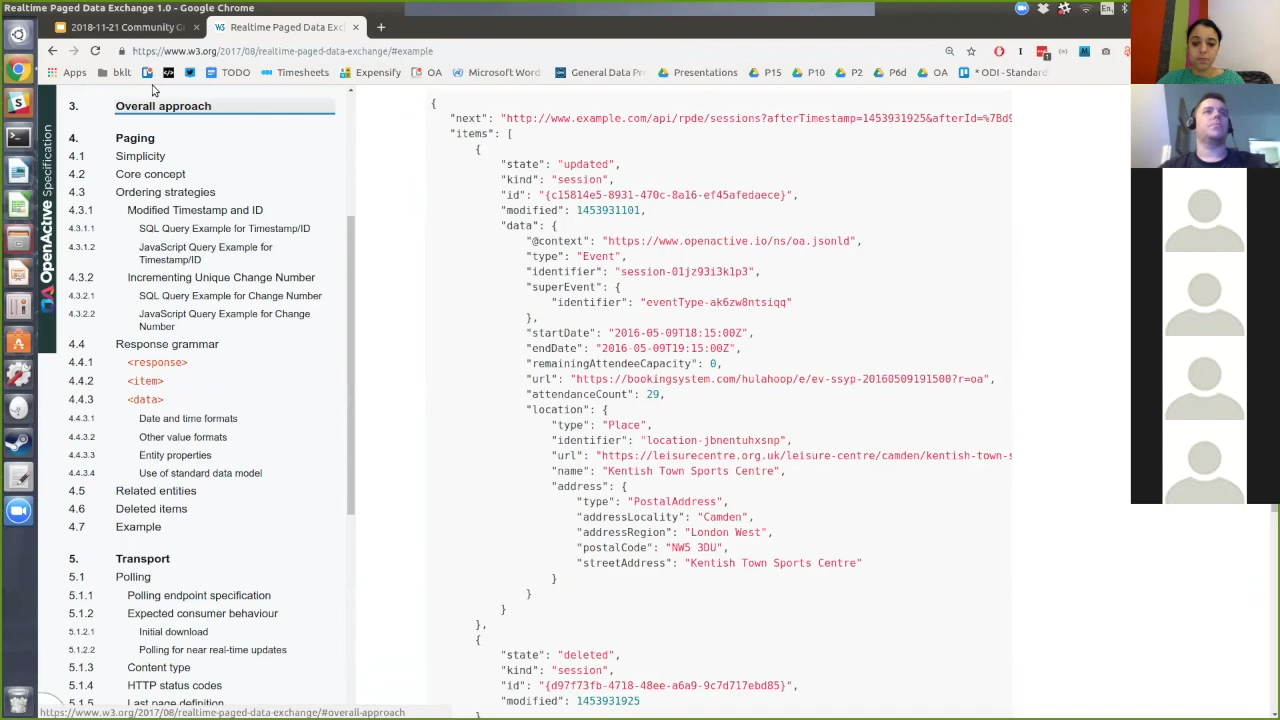 Realtime Paged Data Exchange 1.0 - Google Chrome
En,
2018-11-21 Community G
Realtime Paged Data Exchang
https://www.w3.org/2017/08/realtime-paged-data-exchange/#example
Apps bklt TODO Timesheets Expensify OA Microsoft Word General Data Pr Presentations P15 P10 P2 P6d OA * ODI - Standard
OpenActive Specification
3. Overall approach
4. Paging
4.1 Simplicity
4.2 Core concept
4.3 Ordering strategies
4.3.1 Modified Timestamp and ID
4.3.1.1 SQL Query Example for Timestamp/ID
4.3.1.2 JavaScript Query Example for
Timestamp/ID
4.3.2 Incrementing Unique Change Number
4.3.2.1 SQL Query Example for Change Number
4.3.2.2 JavaScript Query Example for Change
Number
4.4 Response grammar
4.4.1 <response>
4.4.2 <item>
4.4.3 <data>
4.4.3.1 Date and time formats
4.4.3.2 Other value formats
4.4.3.3 Entity properties
4.4.3.4 Use of standard data model
4.5 Related entities
4.6 Deleted items
4.7 Example
5. Transport
5.1 Polling
5.1.1 Polling endpoint specification
5.1.2 Expected consumer behaviour
5.1.2.1 Initial download
5.1.2.2 Polling for near real-time updates
5.1.3 Content type
5.1.4 HTTP status codes
5.1.5 Last page definition
https://www.w3.org/2017/08/realtime-paged-data-exchange/#overall-approach
{
"next": "http://www.example.com/api/rpde/sessions?afterTimestamp=1453931925&afterId=%7Bd9
"items": [
{
"state": "updated",
"kind": "session",
"id": "{c15814e5-8931-470c-8a16-ef45afedaece}",
"modified": 1453931101,
"data": {
"@context": "https://www.openactive.io/ns/oa.jsonld",
"type": "Event",
"identifier": "session-01jz93i3k1p3",
"superEvent": {
"identifier": "eventType-ak6zw8ntsiqq"
},
"startDate": "2016-05-09T18:15:00Z",
"endDate": "2016-05-09T19:15:00Z",
"remainingAttendeeCapacity": 0,
"url": "https://bookingsystem.com/hulahoop/e/ev-ssyp-20160509191500?r=oa",
"attendanceCount": 29,
"location": {
"type": "Place",
"identifier": "location-jbnentuhxsnp",
"url": "https://leisurecentre.org.uk/leisure-centre/camden/kentish-town-s
"name": "Kentish Town Sports Centre",
"address": {
"type": "PostalAddress",
"addressLocality": "Camden",
"addressRegion": "London West",
"postalCode": "NW5 3DU",
"streetAddress": "Kentish Town Sports Centre"
}
}
}
},
{
"state": "deleted",
"kind": "session",
"id": "{d97f73fb-4718-48ee-a6a9-9c7d717ebd85}",
"modified": 1453931925
}